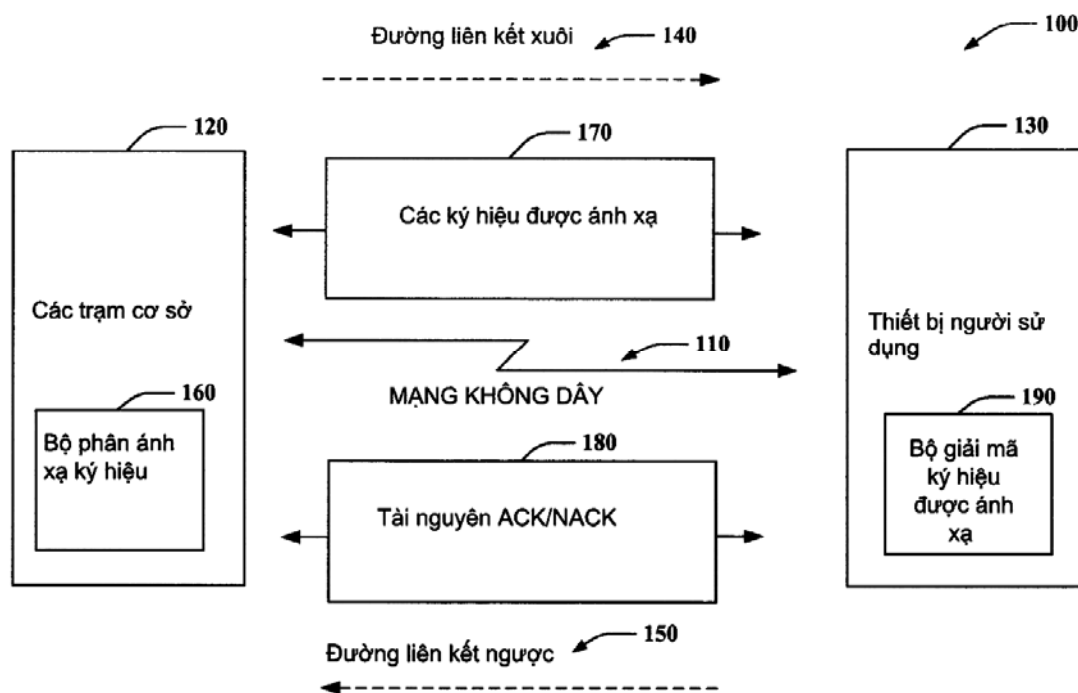 Đường liên kết xuôi
140
100
120
170
130
Các ký hiệu được ánh xạ
Các trạm cơ sở
Thiết bị người sử
dụng
110
MẠNG KHÔNG DÂY
160
Bộ phân ánh
xạ ký hiệu
180
190
Bộ giải mã
ký hiệu
được ánh
xạ
Tài nguyên ACK/NACK
Đường liên kết ngược
150